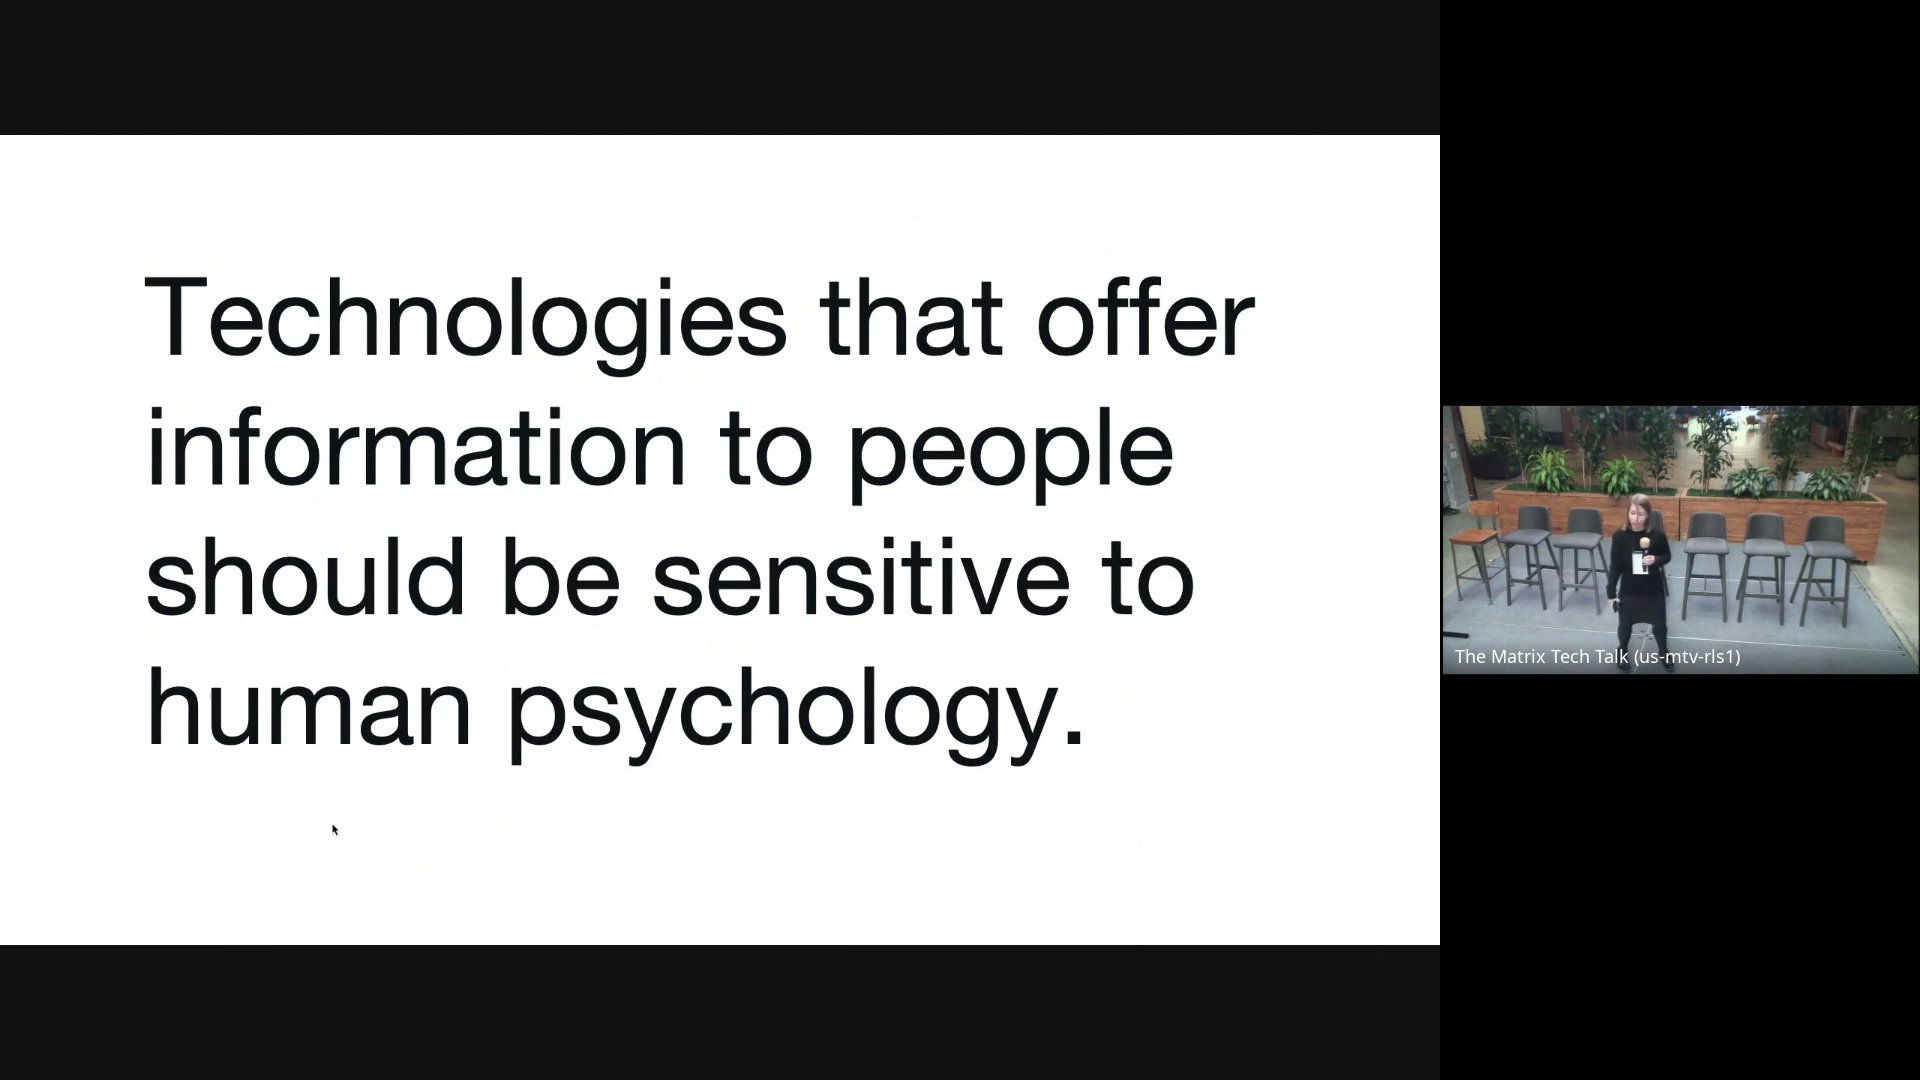 Technologies that offer
information to people
should be sensitive to
human psychology.
The Matrix Tech Talk (us-mtv-rls1)